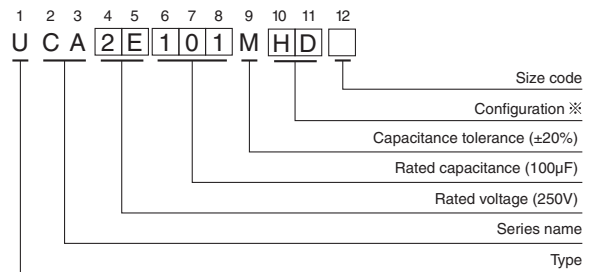 1 2 3 4 5 6 7 8 9 10 11 12
U C A 2 E 1 0 1 M H D
Size code
Configuration ※
Capacitance tolerance (±20%)
Rated capacitance (100µF)
Rated voltage (250V)
Series name
Type